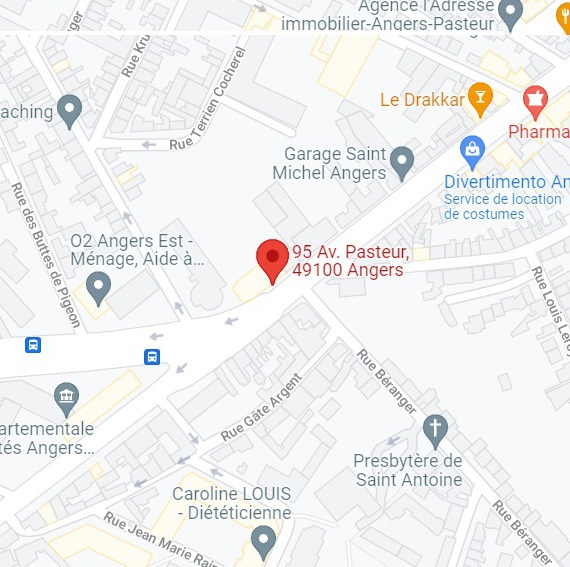 Agence l'Adresse
immobilier-Angers-Pasteur
Rue Kru
Le Drakkar
Rue Terrien Cocherel
aching
Pharma
Garage Saint
Michel Angers
Divertimento An
Service de location
de costumes
Rue des Buttes de Pigeon
O2 Angers Est -
Ménage, Aide à...
95 Av. Pasteur,
49100 Angers
Rue Louis Leroy
Rue Béranger
Rue Gâte Argent
artementale
tés Angers...
Presbytère de
Saint Antoine
Caroline LOUIS
- Diététicienne
Rue Jean Marie Rain
Rue Béranger